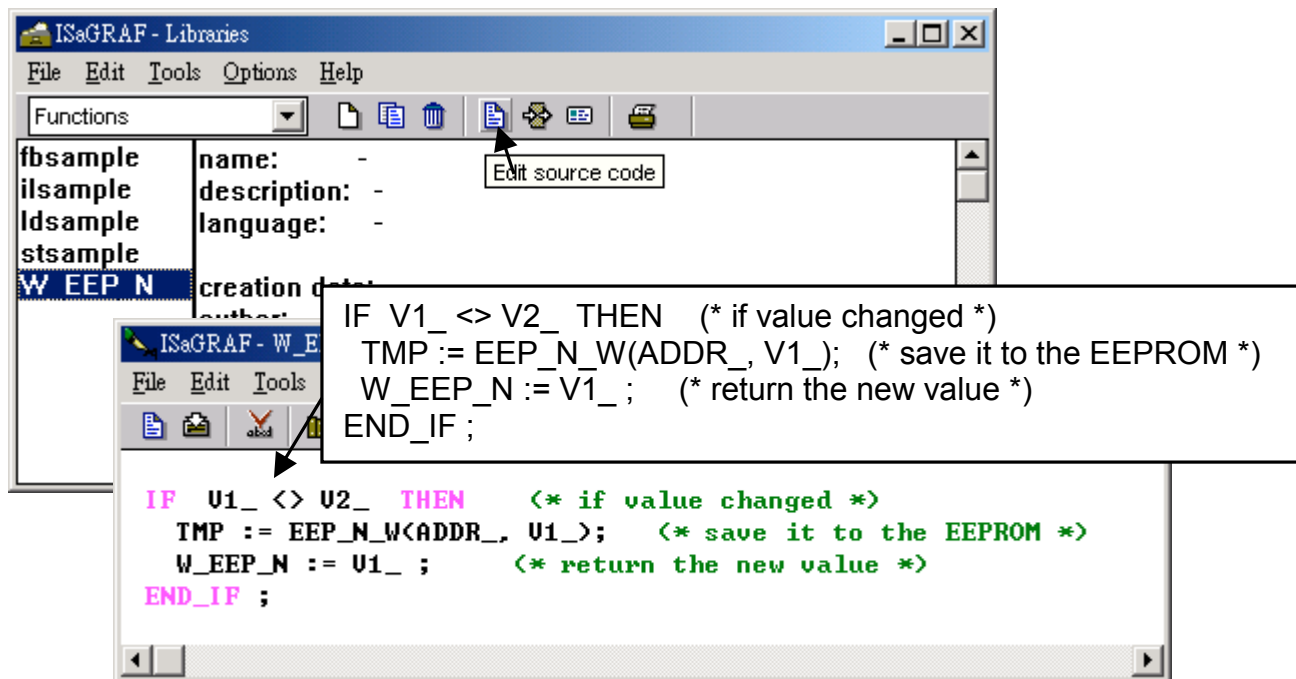 ISaGRAF - Libraries
File Edit Tools Options Help
Functions
fbsample
ilsample
ldsample
stsample
W_EEP_N
name: -
description: -
language: -
Edit source code
creation date:
author:
IF V1_ <> V2_ THEN (* if value changed *)
TMP := EEP_N_W(ADDR_, V1_); (* save it to the EEPROM *)
W_EEP_N := V1_ ; (* return the new value *)
END_IF ;
ISaGRAF - W_E
File Edit Tools
IF V1_ <> V2_ THEN (* if value changed *)
TMP := EEP_N_W(ADDR_, V1_); (* save it to the EEPROM *)
W_EEP_N := V1_ ; (* return the new value *)
END_IF ;